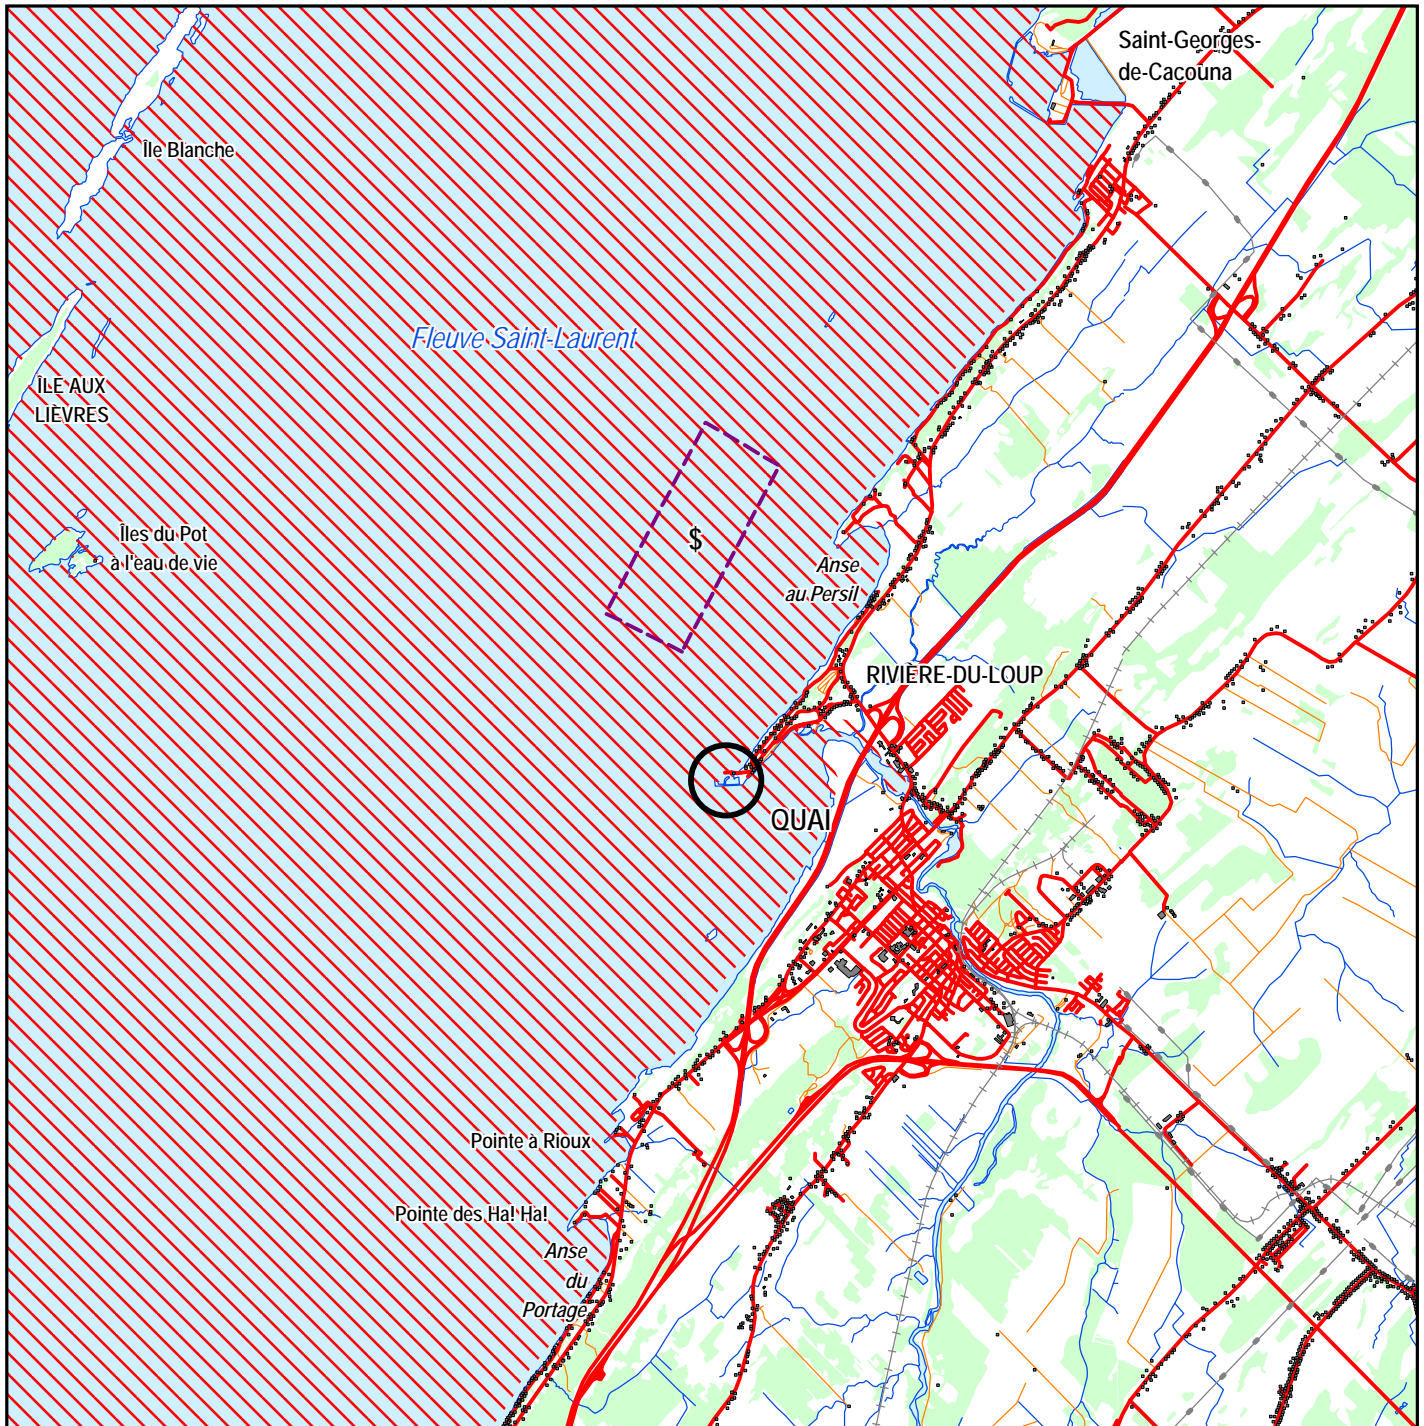 Saint-Georges-
de-Cacouna
Île Blanche
Fleuve Saint-Laurent
ÎLE AUX
LIÈVRES
$
Îles du Pot
à l'eau de vie
Anse
au Persil
RIVIÈRE-DU-LOUP
QUAI
Pointe à Rioux
Pointe des Ha! Ha!
Anse
du
Portage